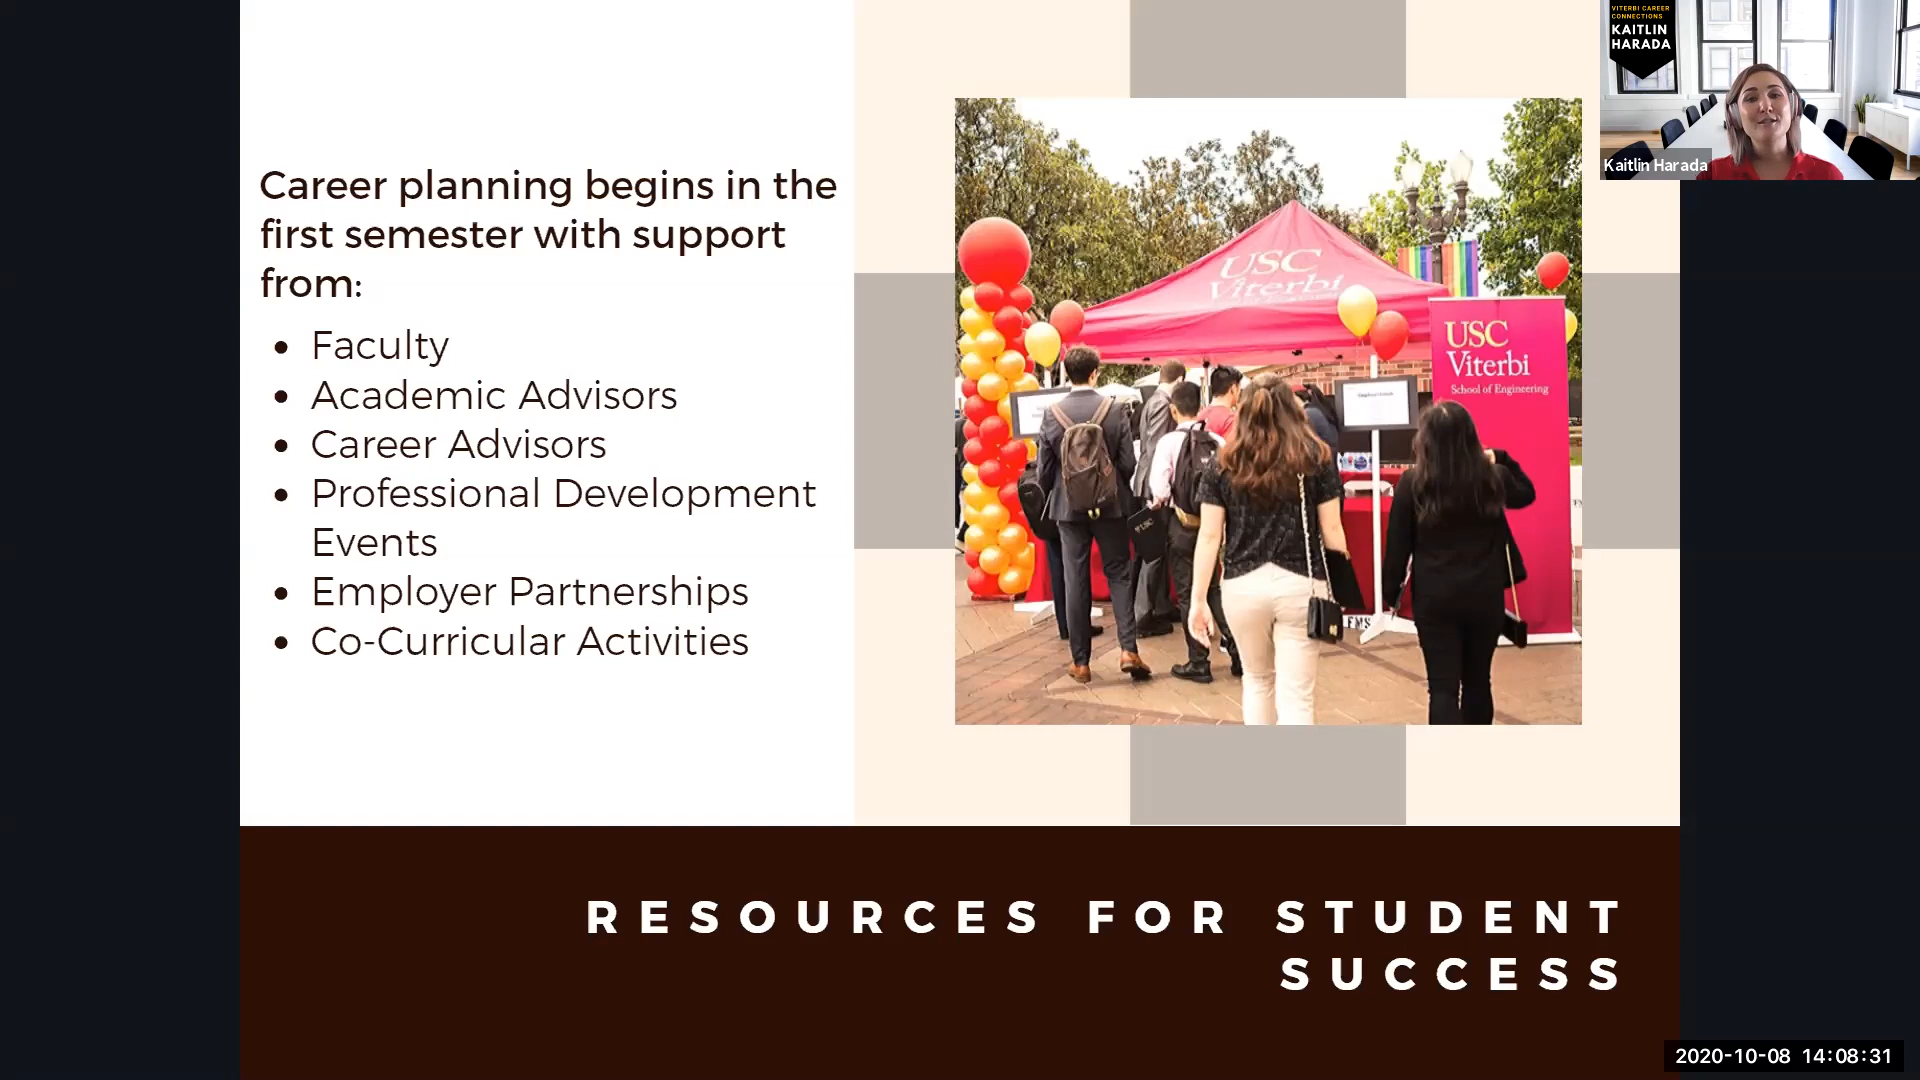 Career planning begins in the
first semester with support
from:
• Faculty
• Academic Advisors
• Career Advisors
• Professional Development
Events
• Employer Partnerships
• Co-Curricular Activities
USC
Viterbi
USC
Viterbi
School of Engineering
VITERBI CAREER
CONNECTIONS
KAITLIN
HARADA
Kaitlin Harada
RESOURCES FOR STUDENT
SUCCESS
2020-10-08 14:08:31